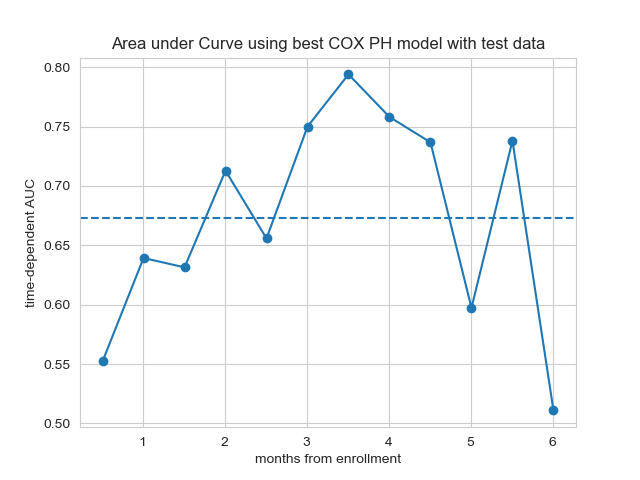 Area under Curve using best COX PH model with test data
0.80
0.75
0.70
0.65
0.60
0.55
0.50
time-dependent AUC
1 2 3 4 5 6
months from enrollment